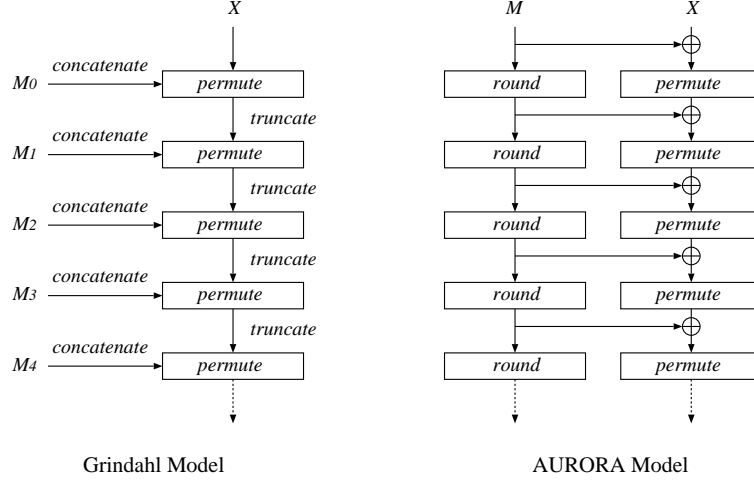 X
concatenate
M0
permute
truncate
concatenate
M1
permute
truncate
concatenate
M2
permute
truncate
concatenate
M3
permute
truncate
concatenate
M4
permute
Grindahl Model
M
X
round
permute
round
permute
round
permute
round
permute
round
permute
AURORA Model